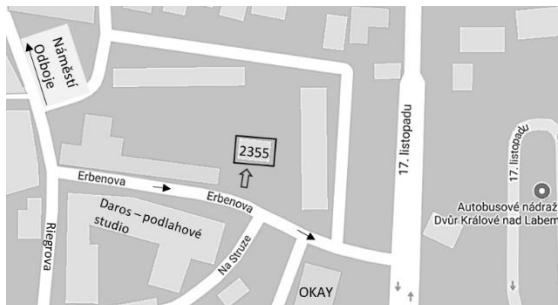 Náměstí
Odboje
17. listopadu
17. listopadu
2355
Erbenova
Erbenova
Autobusové nádraž
Dvůr Králové nad Labem
Daros – podlahové
studio
Riegrova
Na Struze
OKAY